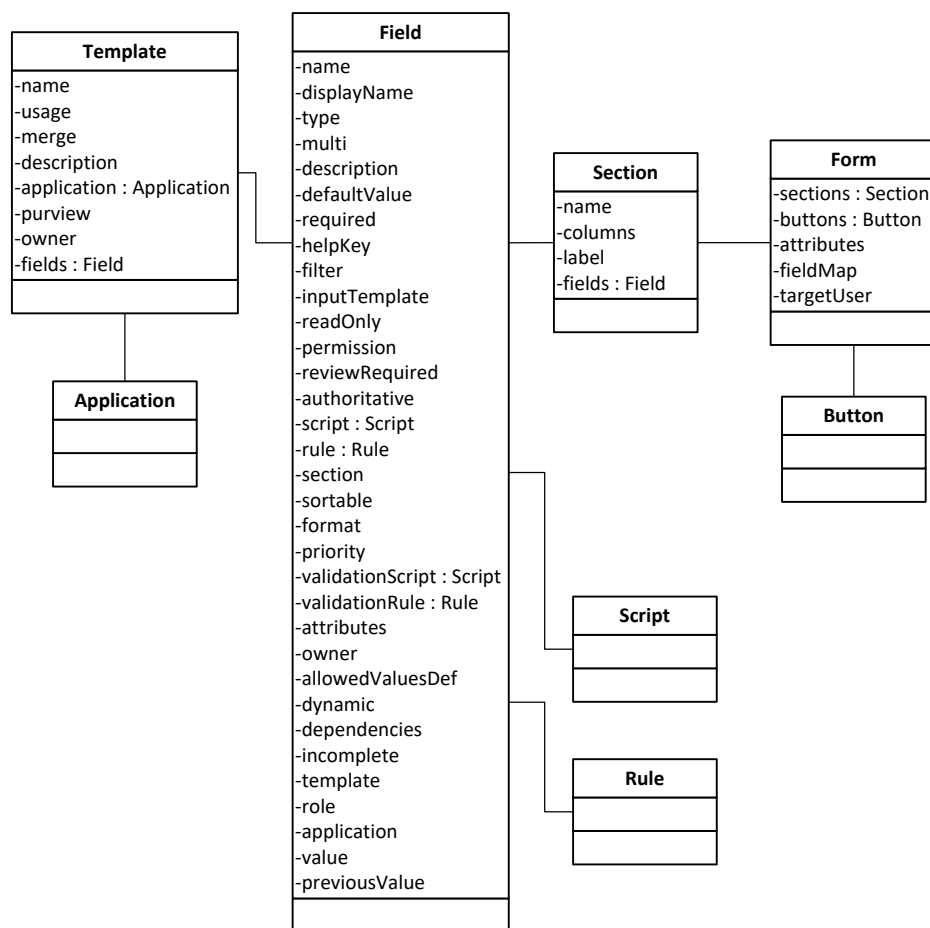 Template
-name
-usage
-merge
-description
-application : Application
-purview
-owner
-fields : Field
Application
Field
-name
-displayName
-type
-multi
-description
-defaultValue
-required
-helpKey
-filter
-inputTemplate
-readOnly
-permission
-reviewRequired
-authoritative
-script : Script
-rule : Rule
-section
-sortable
-format
-priority
-validationScript : Script
-validationRule : Rule
-attributes
-owner
-allowedValuesDef
-dynamic
-dependencies
-incomplete
-template
-role
-application
-value
-previousValue
Section
-name
-columns
-label
-fields : Field
Form
-sections : Section
-buttons : Button
-attributes
-fieldMap
-targetUser
Button
Script
Rule